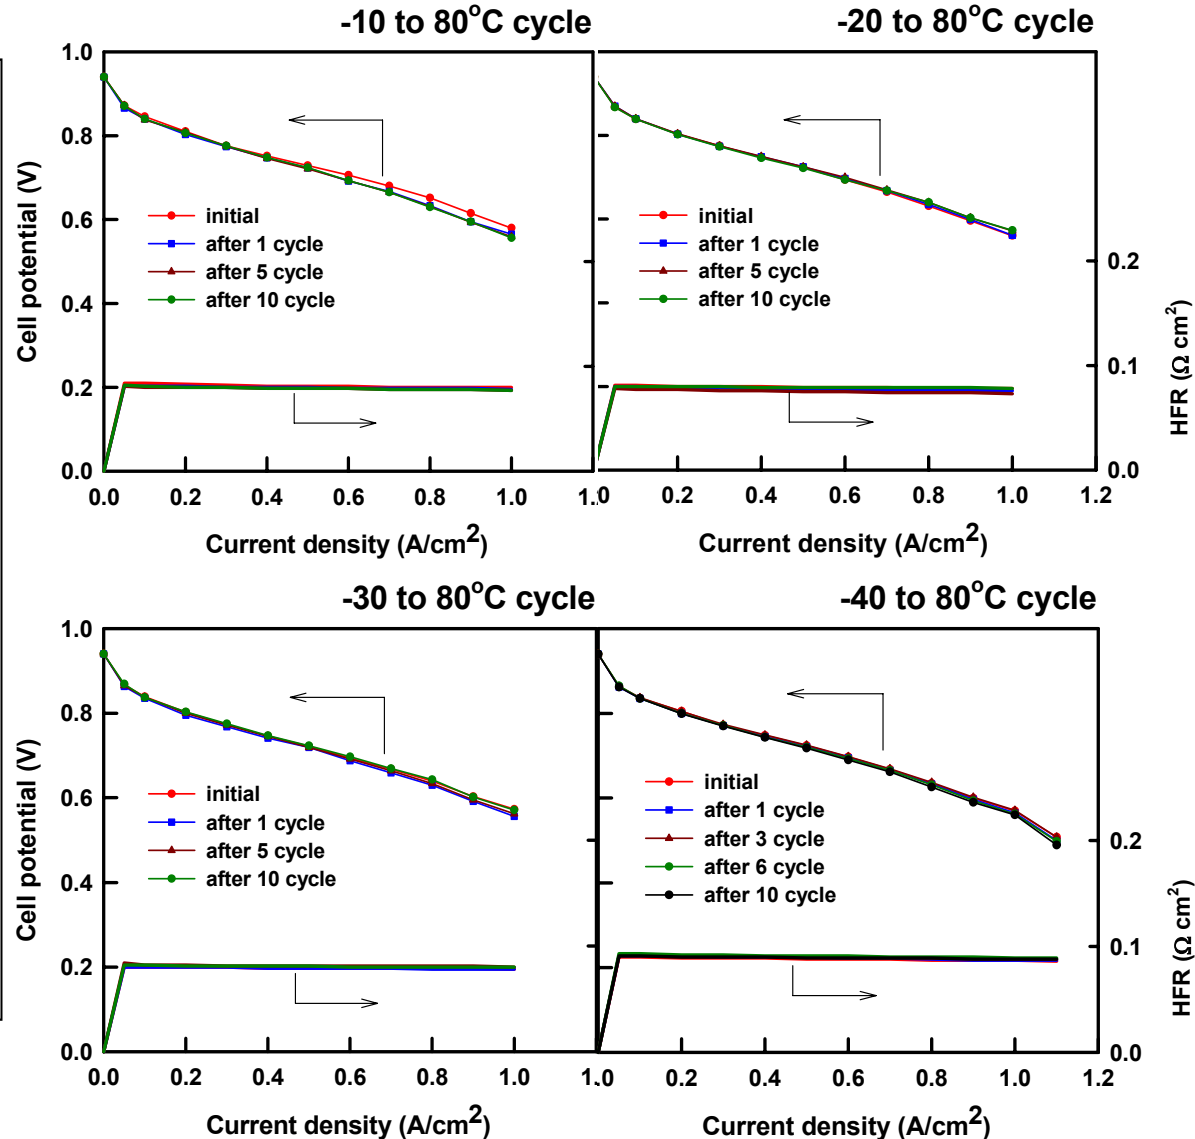 -10 to 80°C cycle
-20 to 80°C cycle
1.0
0.8
0.6
0.4
0.2
0.0
Cell potential (V)
initial
after 1 cycle
after 5 cycle
after 10 cycle
0.0 0.2 0.4 0.6 0.8 1.0 1.
Current density (A/cm²)
initial
after 1 cycle
after 5 cycle
after 10 cycle
0.2
0.1
0.0
HFR (Ω cm²)
.0 0.2 0.4 0.6 0.8 1.0 1.2
Current density (A/cm²)
-30 to 80°C cycle
-40 to 80°C cycle
1.0
0.8
0.6
0.4
0.2
0.0
Cell potential (V)
initial
after 1 cycle
after 5 cycle
after 10 cycle
0.0 0.2 0.4 0.6 0.8 1.0 1.
Current density (A/cm²)
initial
after 1 cycle
after 3 cycle
after 6 cycle
after 10 cycle
0.2
0.1
0.0
HFR (Ω cm²)
.0 0.2 0.4 0.6 0.8 1.0 1.2
Current density (A/cm²)